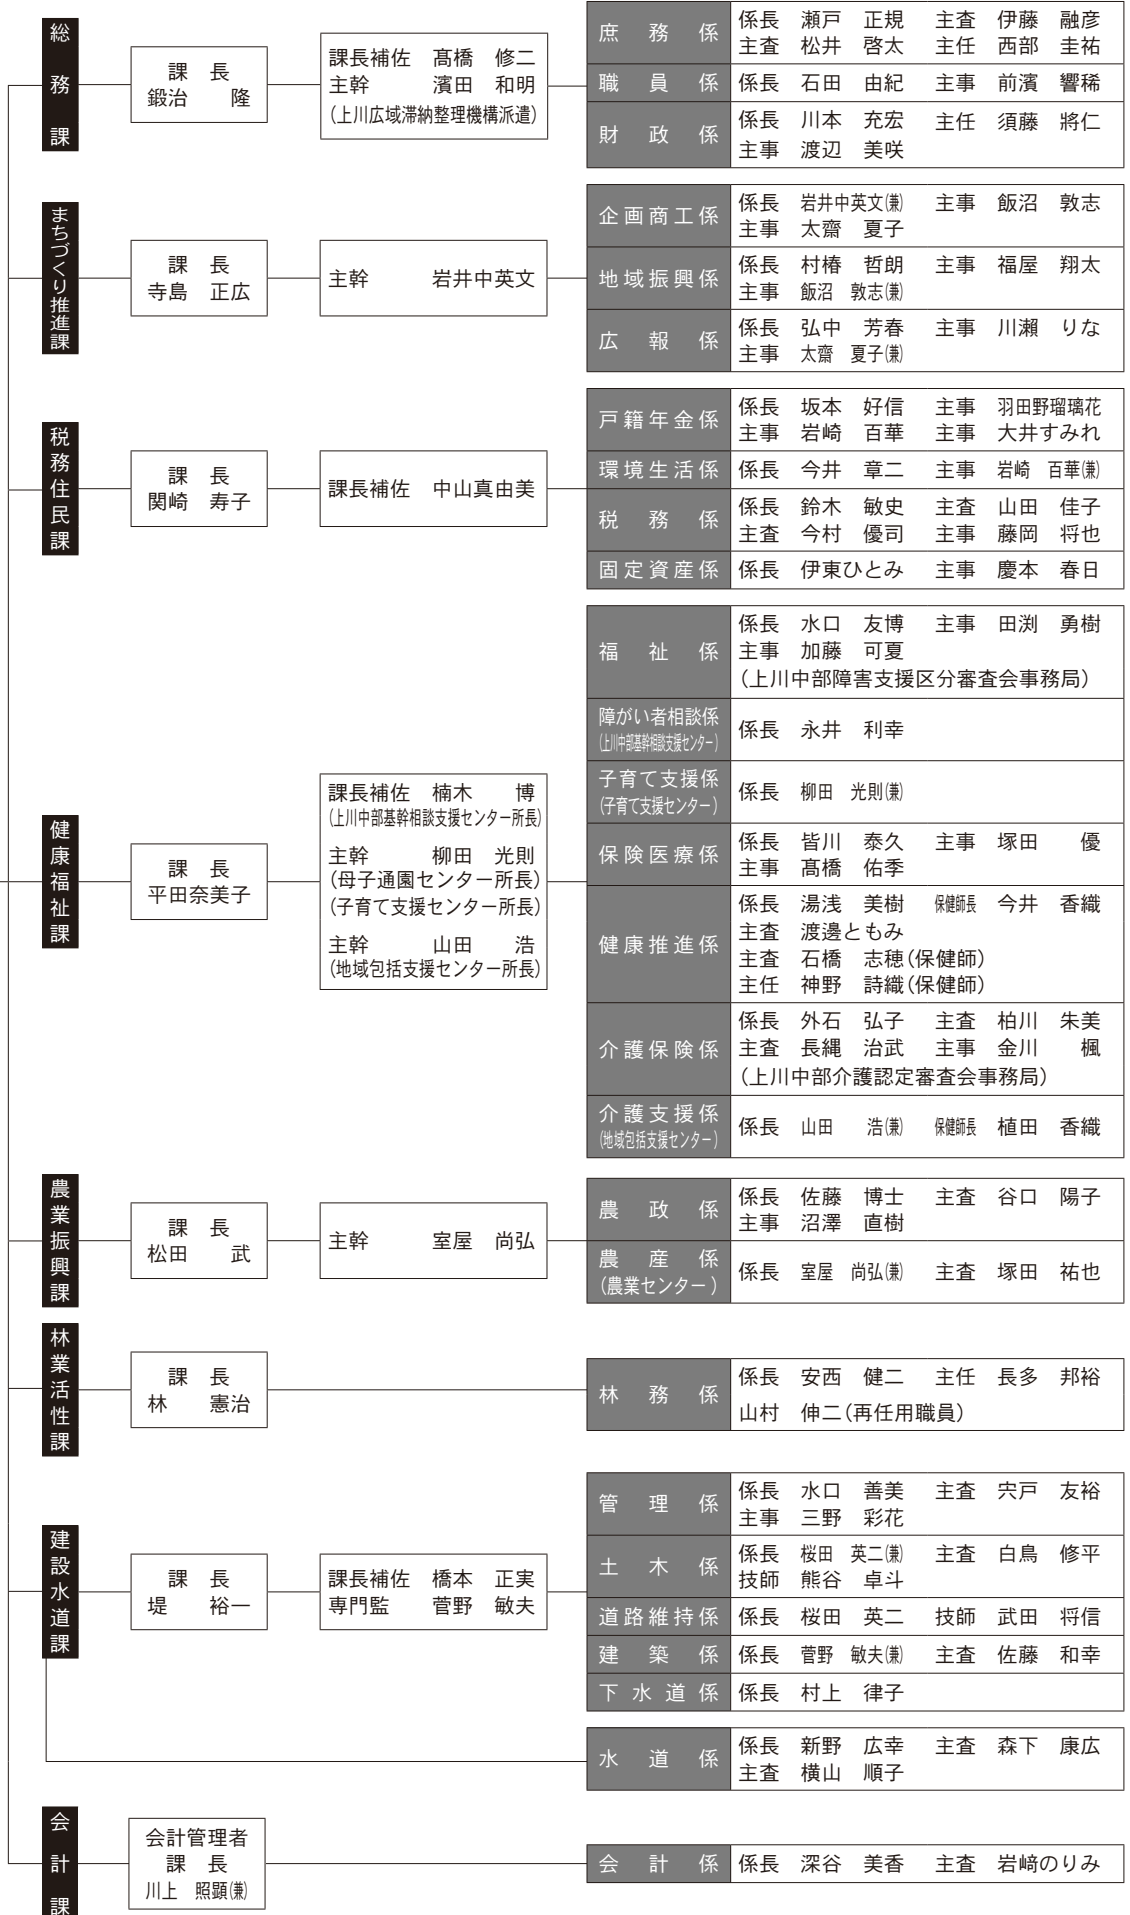 総務課
課　長
鍛治　　隆
課長補佐　髙橋　修二
主幹　　　濱田　和明
（上川広域滞納整理機構派遣）
庶務係
係長　瀬戸　正規　主査　伊藤　融彦
主査　松井　啓太　主任　西部　圭祐
職員係
係長　石田　由紀　主事　前濱　響稀
財政係
係長　川本　充宏　主任　須藤　將仁
主事　渡辺　美咲
まちづくり推進課
課　長
寺島　正広
主幹　　　岩井中英文
企画商工係
係長　岩井中英文㈱　主事　飯沼　敦志
主事　太齋　夏子
地域振興係
係長　村椿　哲朗　主事　福屋　翔太
主事　飯沼　敦志(兼)
広報係
係長　弘中　芳春　主事　川瀬　りな
主事　太齋　夏子(兼)
税務住民課
課　長
関崎　寿子
課長補佐　中山真由美
戸籍年金係
係長　坂本　好信　主事　羽田野瑠璃花
主事　岩崎　百華　主事　大井すみれ
環境生活係
係長　今井　章二　主事　岩崎　百華(兼)
税務係
係長　鈴木　敏史　主査　山田　佳子
主査　今村　優司　主事　藤岡　将也
固定資産係
係長　伊東ひとみ　主事　慶本　春日
健康福祉課
課　長
平田奈美子
課長補佐　楠木　　博
（上川中部基幹相談支援センター所長）
主幹　　　柳田　光則
（母子通園センター所長）
（子育て支援センター所長）
主幹　　　山田　　浩
（地域包括支援センター所長）
福祉係
係長　水口　友博　主事　田渕　勇樹
主事　加藤　可夏
（上川中部障害支援区分審査会事務局）
障がい者相談係
（上川中部基幹相談支援センター）
係長　永井　利幸
子育て支援係
（子育て支援センター）
係長　柳田　光則(兼)
保険医療係
係長　皆川　泰久　主事　塚田　　優
主事　髙橋　佑季
健康推進係
係長　湯浅　美樹　保健師長　今井　香織
主査　渡邊ともみ
主査　石橋　志穂（保健師）
主任　神野　詩織（保健師）
介護保険係
係長　外石　弘子　主査　柏川　朱美
主査　長縄　治武　主事　金川　　楓
（上川中部介護認定審査会事務局）
介護支援係
（地域包括支援センター）
係長　山田　　浩(兼)　保健師長　植田　香織
農業振興課
課　長
松田　　武
主幹　　　室屋　尚弘
農政係
係長　佐藤　博士　主査　谷口　陽子
主事　沼澤　直樹
農産係
（農業センター）
係長　室屋　尚弘(兼)　主査　塚田　祐也
林業活性課
課　長
林　　憲治
林務係
係長　安西　健二　主任　長多　邦裕
山村　伸二（再任用職員）
建設水道課
課　長
堤　　裕一
課長補佐　橋本　正実
専門監　　菅野　敏夫
管理係
係長　水口　善美　主査　宍戸　友裕
主事　三野　彩花
土木係
係長　桜田　英二(兼)　主査　白鳥　修平
技師　熊谷　卓斗
道路維持係
係長　桜田　英二　技師　武田　将信
建築係
係長　菅野　敏夫(兼)　主査　佐藤　和幸
下水道係
係長　村上　律子
水道係
係長　新野　広幸　主査　森下　康広
主査　横山　順子
会計課
会計管理者
課　長
川上　照顕(兼)
会計係
係長　深谷　美香　主査　岩﨑のりみ